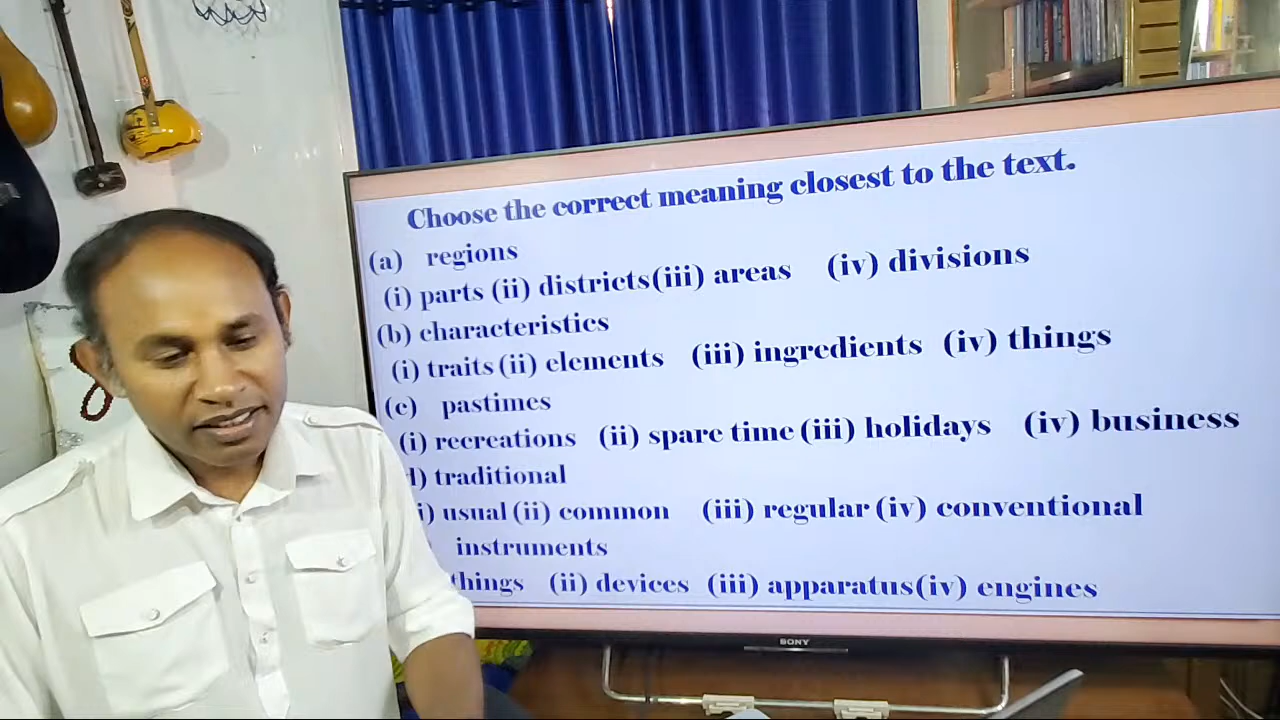 Choose the correct meaning closest to the text.
(a) regions
(i) parts (ii) districts (iii) areas (iv) divisions
(b) characteristics
(i) traits (ii) elements (iii) ingredients (iv) things
(c) pastimes
(i) recreations (ii) spare time (iii) holidays (iv) business
d) traditional
i) usual (ii) common (iii) regular (iv) conventional
instruments
things (ii) devices (iii) apparatus (iv) engines
SONY